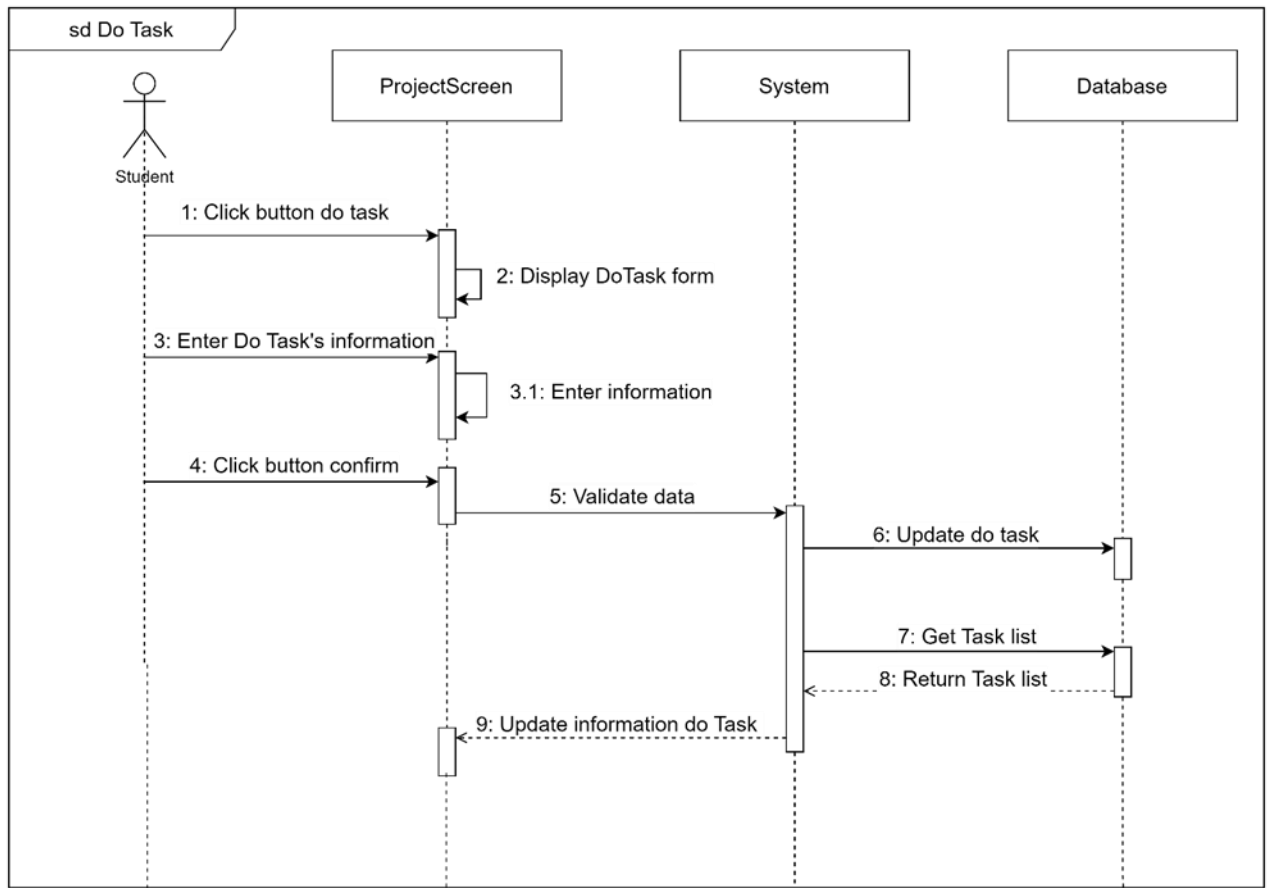 sd Do Task
ProjectScreen
System
Database
Student
1: Click button do task
2: Display DoTask form
3: Enter Do Task's information
3.1: Enter information
4: Click button confirm
5: Validate data
6: Update do task
7: Get Task list
8: Return Task list
9: Update information do Task